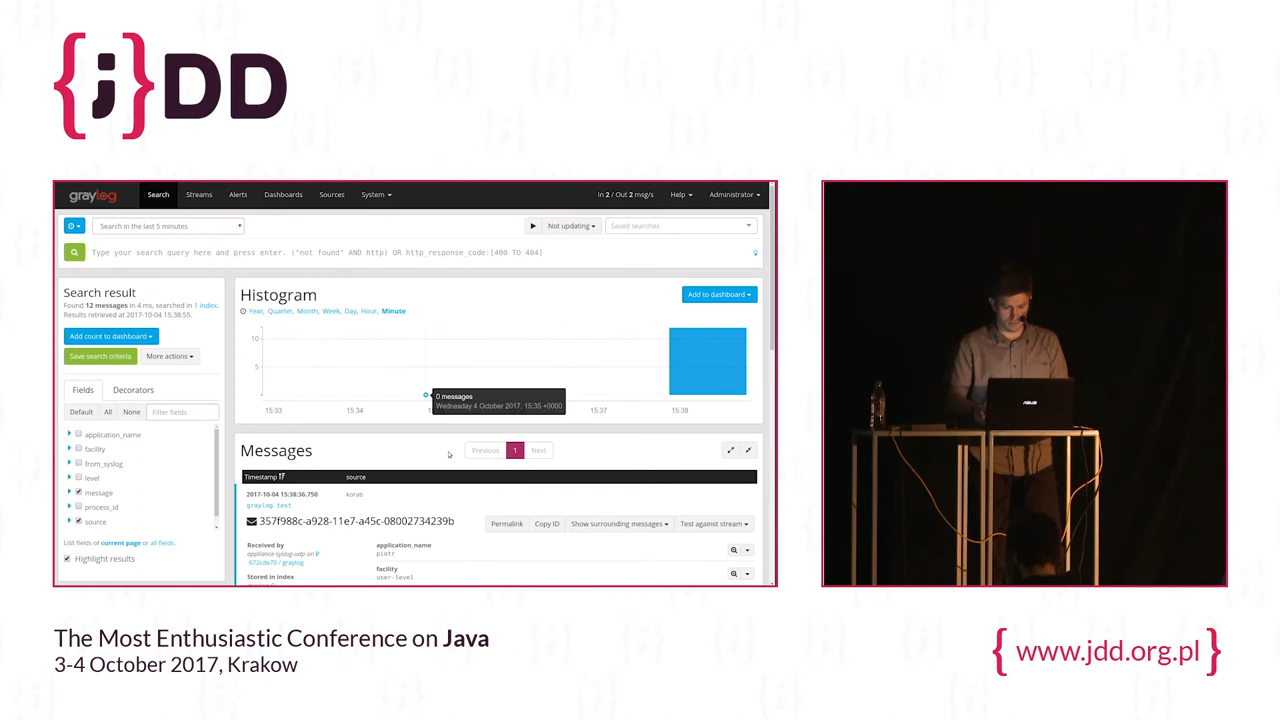 {;}DD
graylog Search Streams Alerts Dashboards Sources System In 2 / Out 2 msg/s Help Administrator
Search in the last 5 minutes Not updating Saved searches
Type your search query here and press enter. ("not found" AND http) OR http_response_code:[400 TO 404]
Search result
Found 12 messages in 4 ms, searched in 1 index.
Results retrieved at 2017-10-04 15:38:55.
Add count to dashboard
Save search criteria More actions
Fields Decorators
Default All None Filter fields
application_name
facility
from_syslog
level
message
process_id
source
List fields of current page or all fields.
Highlight results
Histogram
Add to dashboard
Year, Quarter, Month, Week, Day, Hour, Minute
10
5
0 messages
Wednesday 4 October 2017, 15:35 +0000
15:33 15:34 15:37 15:38
Messages
Previous 1 Next
Timestamp source
2017-10-04 15:38:36.750 korab
graylog test
357f988c-a928-11e7-a45c-08002734239b
Permalink Copy ID Show surrounding messages Test against stream
Received by
appliance-syslog-udp on
672cde70 / graylog
Stored in index
application_name
piotr
facility
user-level
ASUS
The Most Enthusiastic Conference on Java
3-4 October 2017, Krakow
{ www.jdd.org.pl }